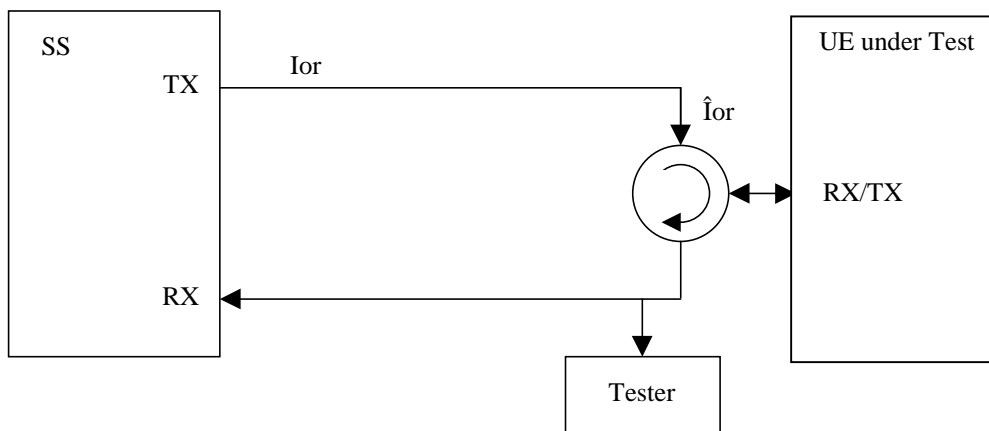 SS
UE under Test
TX
Ior
Îor
RX/TX
RX
Tester